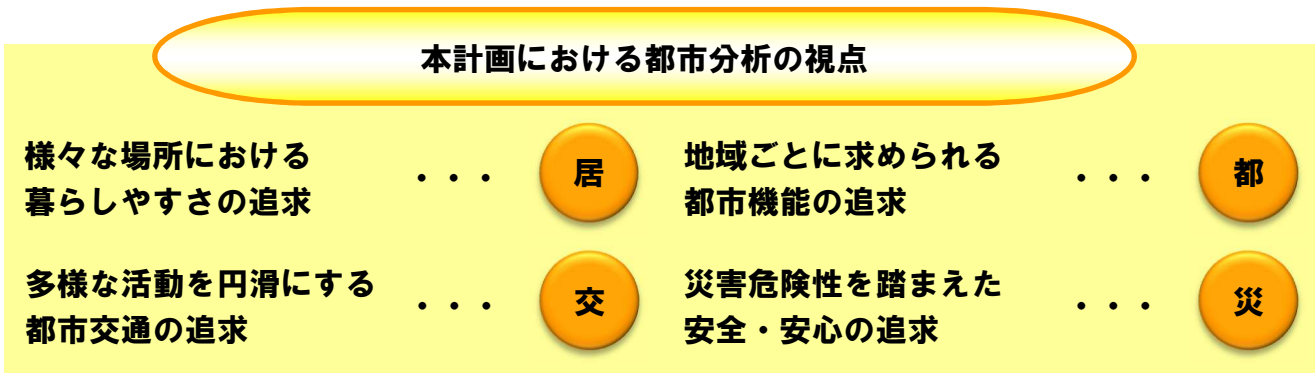 本計画における都市分析の視点
様々な場所における
暮らしやすさの追求
・・・
居
地域ごとに求められる
都市機能の追求
・・・
都
多様な活動を円滑にする
都市交通の追求
・・・
交
災害危険性を踏まえた
安全・安心の追求
・・・
災